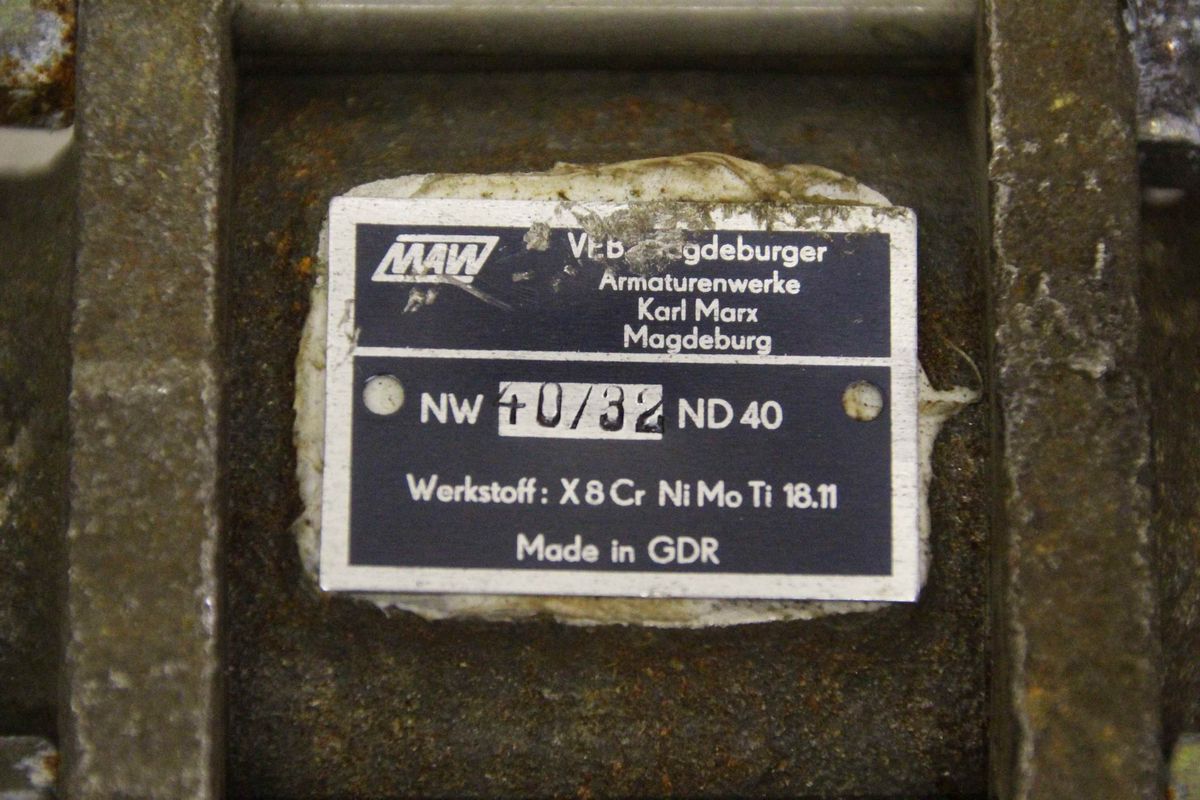 MAW
VEB Magdeburger
Armaturenwerke
Karl Marx
Magdeburg
NW 40/32 ND 40
Werkstoff: X 8 Cr Ni Mo Ti 18.11
Made in GDR